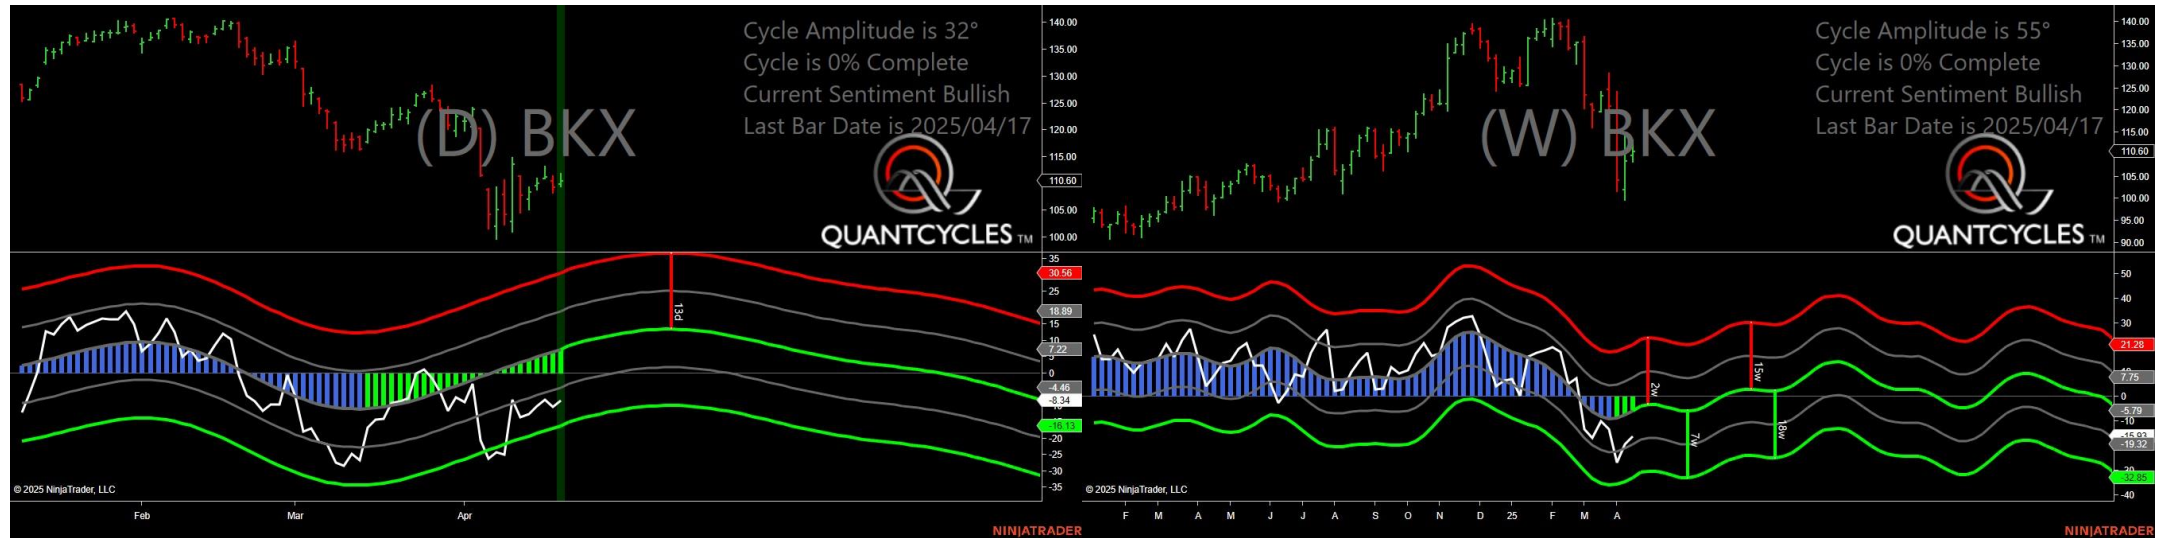 Cycle Amplitude is 32°
Cycle is 0% Complete
Current Sentiment Bullish
Last Bar Date is 2025/04/17
(D) BKX
QUANTCYCLES TM
140.00
135.00
130.00
125.00
120.00
115.00
110.60
105.00
100.00
35
30.56
25
18.89
15
10
7.22
5
0
-4.46
-8.34
-10
-16.13
-20
-25
-30
-35
13d
© 2025 NinjaTrader, LLC
Feb Mar Apr
NINJATRADER
Cycle Amplitude is 55°
Cycle is 0% Complete
Current Sentiment Bullish
Last Bar Date is 2025/04/17
(W) BKX
QUANTCYCLES TM
140.00
135.00
130.00
125.00
120.00
115.00
110.60
105.00
100.00
95.00
90.00
50
40
30
21.28
7.75
0
-5.79
-10
-15.93
-19.32
-32.85
-40
2w
7w
15w
18w
© 2025 NinjaTrader, LLC
F M A M J J A S O N D 25 F M A
NINJATRADER